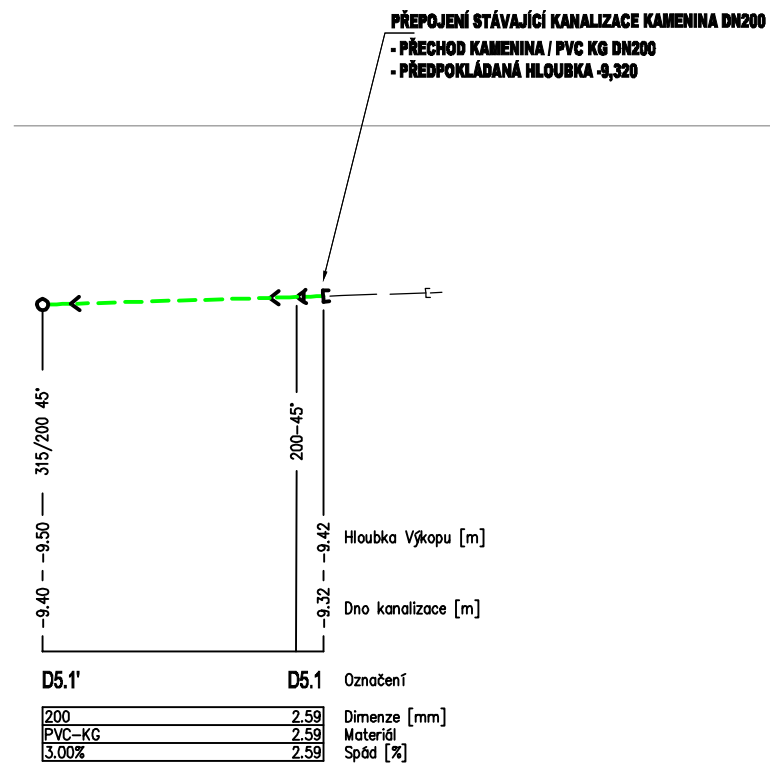 PŘEPOJENÍ STÁVAJÍCÍ KANALIZACE KAMENINA DN200
- PŘECHOD KAMENINA / PVC KG DN200
- PŘEDPOKLÁDANÁ HLOUBKA -9,320
315/200 45°
200-45°
-9.50
-9.42
Hloubka Výkopu [m]
-9.40
-9.32
Dno kanalizace [m]
D5.1'
D5.1
Označení
200 2.59 Dimenze [mm]
PVC-KG 2.59 Materiál
3.00% 2.59 Spád [%]